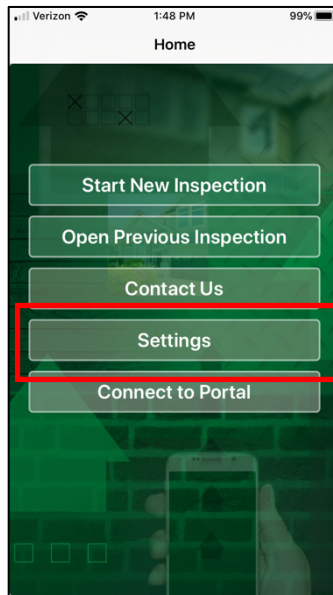 Verizon 1:48 PM 99%
Home
Start New Inspection
Open Previous Inspection
Contact Us
Settings
Connect to Portal